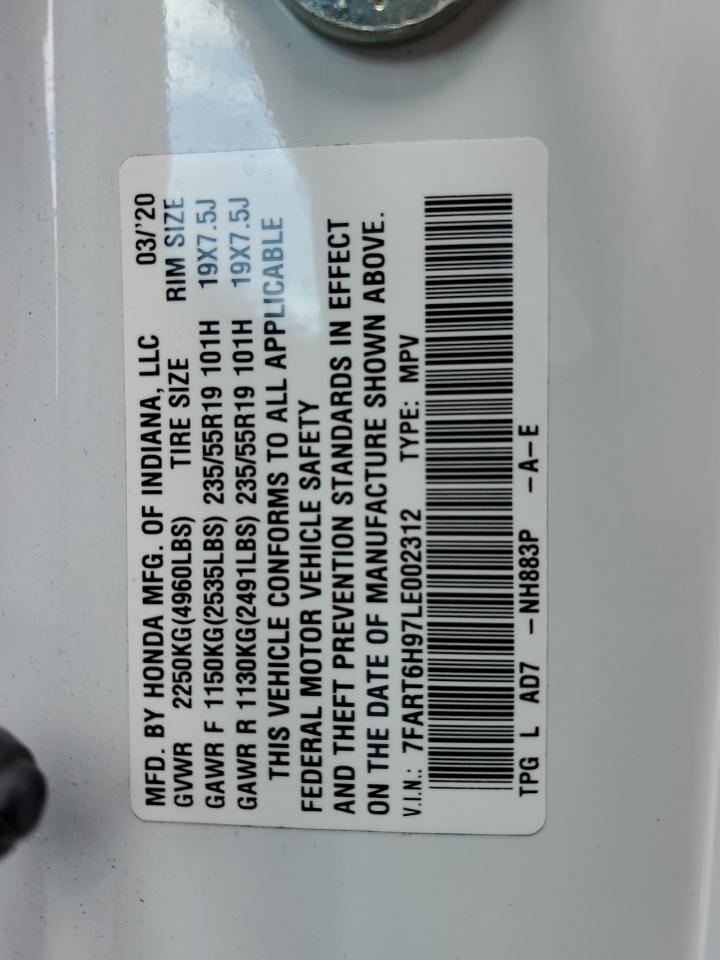 MFD. BY HONDA MFG. OF INDIANA, LLC 03/'20
GVWR 2250KG(4960LBS) TIRE SIZE RIM SIZE
GAWR F 1150KG(2535LBS) 235/55R19 101H 19X7.5J
GAWR R 1130KG(2491LBS) 235/55R19 101H 19X7.5J
THIS VEHICLE CONFORMS TO ALL APPLICABLE
FEDERAL MOTOR VEHICLE SAFETY
AND THEFT PREVENTION STANDARDS IN EFFECT
ON THE DATE OF MANUFACTURE SHOWN ABOVE.
V.I.N.: 7FART6H97LE002312 TYPE: MPV
TPG L AD7 -NH883P -A-E